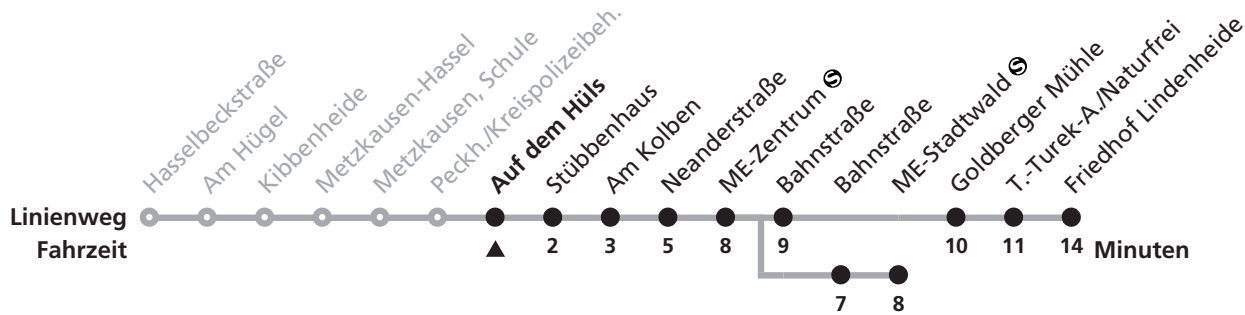 Hasselbeckstraße
Am Hügel
Kibbenheide
Metzkausen-Hassel
Metzkausen, Schule
Peckh./Kreispolizeibeh.
Auf dem Hüls
Stübbenhaus
Am Kolben
Neanderstraße
ME-Zentrum S
Bahnstraße
Bahnstraße
ME-Stadtwald S
Goldberger Mühle
T.-Turek-A./Naturfrei
Friedhof Lindenheide
Linienweg
Fahrzeit 2 3 5 8 9 10 11 14 Minuten
7 8